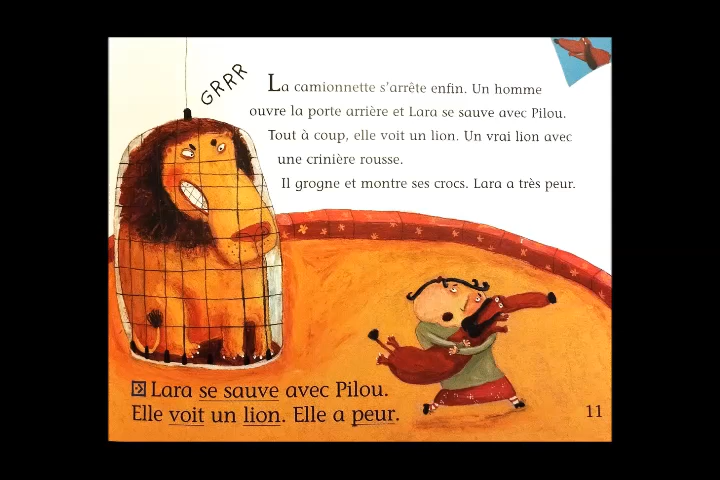 GRRR
La camionnette s'arrête enfin. Un homme
ouvre la porte arrière et Lara se sauve avec Pilou.
Tout à coup, elle voit un lion. Un vrai lion avec
une crinière rousse.
Il grogne et montre ses crocs. Lara a très peur.
Lara se sauve avec Pilou.
Elle voit un lion. Elle a peur.
11